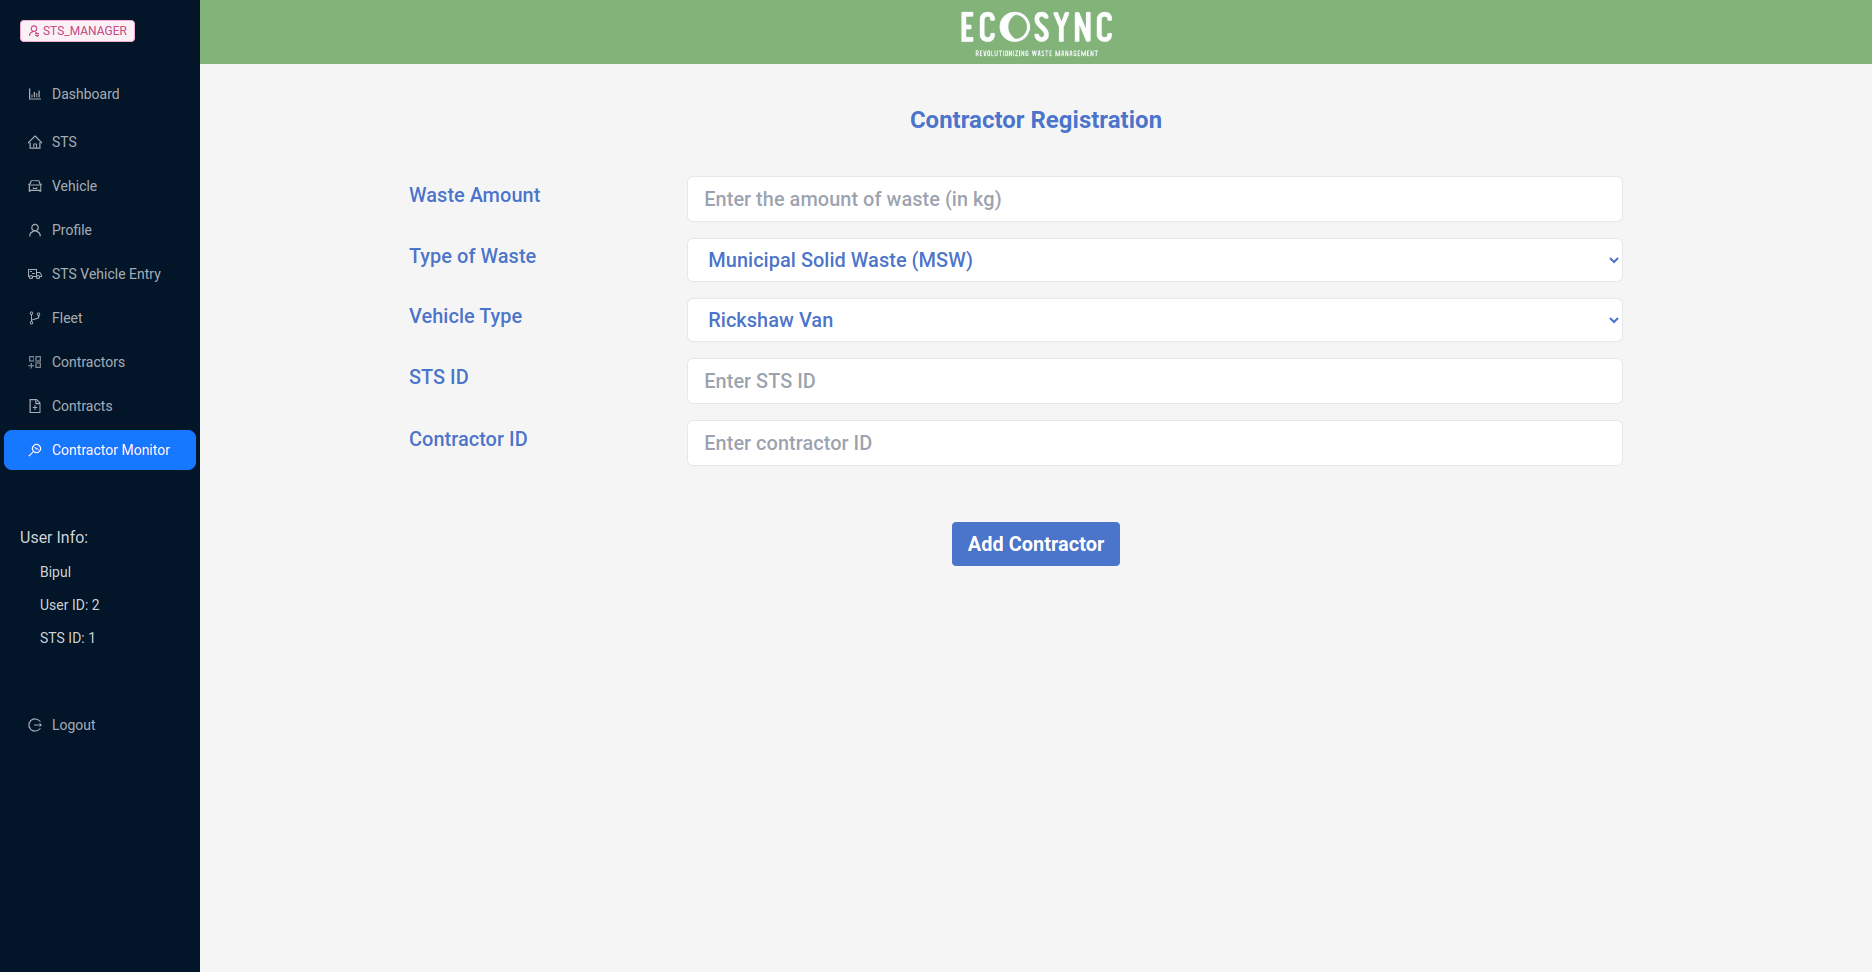 STS_MANAGER
Dashboard
STS
Vehicle
Profile
STS Vehicle Entry
Fleet
Contractors
Contracts
Contractor Monitor
User Info:
Bipul
User ID: 2
STS ID: 1
Logout
ECOSYNC
REVOLUTIONIZING WASTE MANAGEMENT
Contractor Registration
Waste Amount
Enter the amount of waste (in kg)
Type of Waste
Municipal Solid Waste (MSW)
Vehicle Type
Rickshaw Van
STS ID
Enter STS ID
Contractor ID
Enter contractor ID
Add Contractor